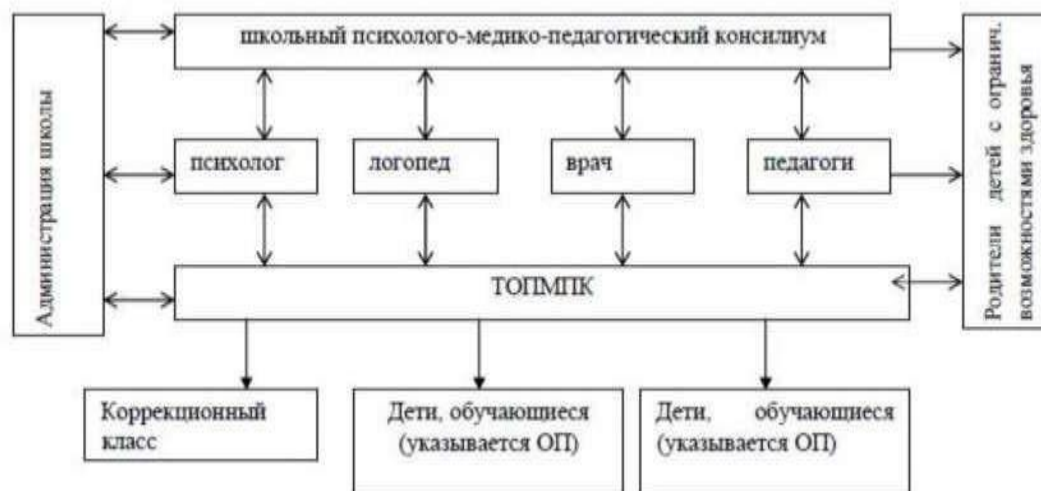 Администрация школы
школьный психолого-медико-педагогический консилиум
Родители детей с огранич.
возможностями здоровья
психолог
логопед
врач
педагоги
ТОПМПК
Коррекционный
класс
Дети, обучающиеся
(указывается ОП)
Дети, обучающиеся
(указывается ОП)